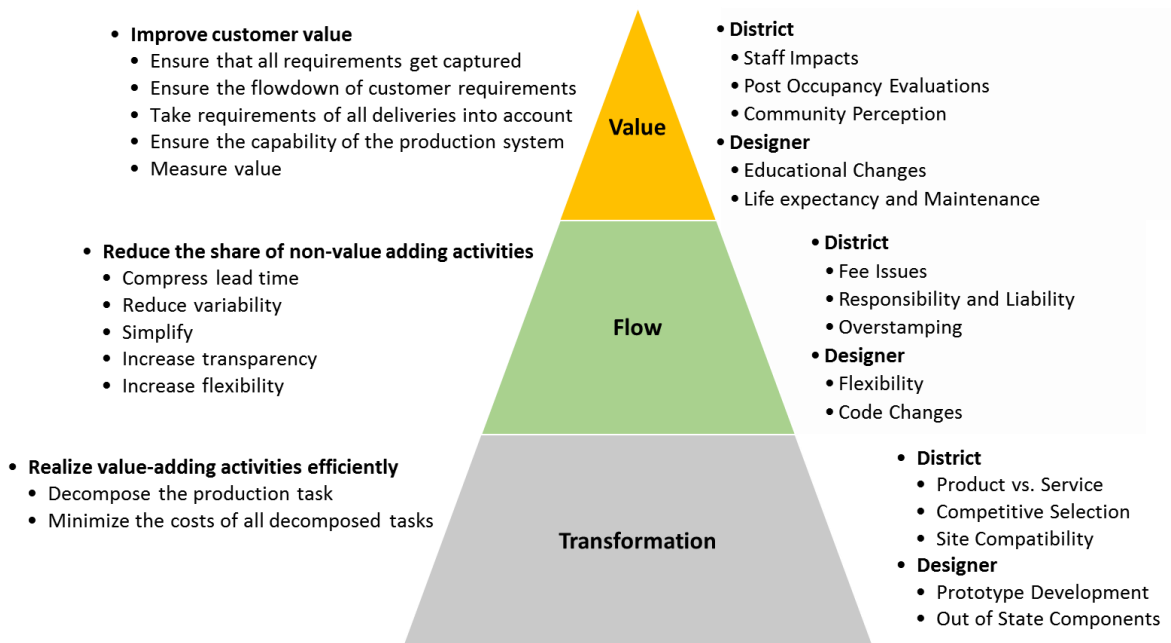 • Improve customer value
• Ensure that all requirements get captured
• Ensure the flowdown of customer requirements
• Take requirements of all deliveries into account
• Ensure the capability of the production system
• Measure value
Value
• District
• Staff Impacts
• Post Occupancy Evaluations
• Community Perception
• Designer
• Educational Changes
• Life expectancy and Maintenance
• Reduce the share of non-value adding activities
• Compress lead time
• Reduce variability
• Simplify
• Increase transparency
• Increase flexibility
Flow
• District
• Fee Issues
• Responsibility and Liability
• Overstamping
• Designer
• Flexibility
• Code Changes
• Realize value-adding activities efficiently
• Decompose the production task
• Minimize the costs of all decomposed tasks
Transformation
• District
• Product vs. Service
• Competitive Selection
• Site Compatibility
• Designer
• Prototype Development
• Out of State Components